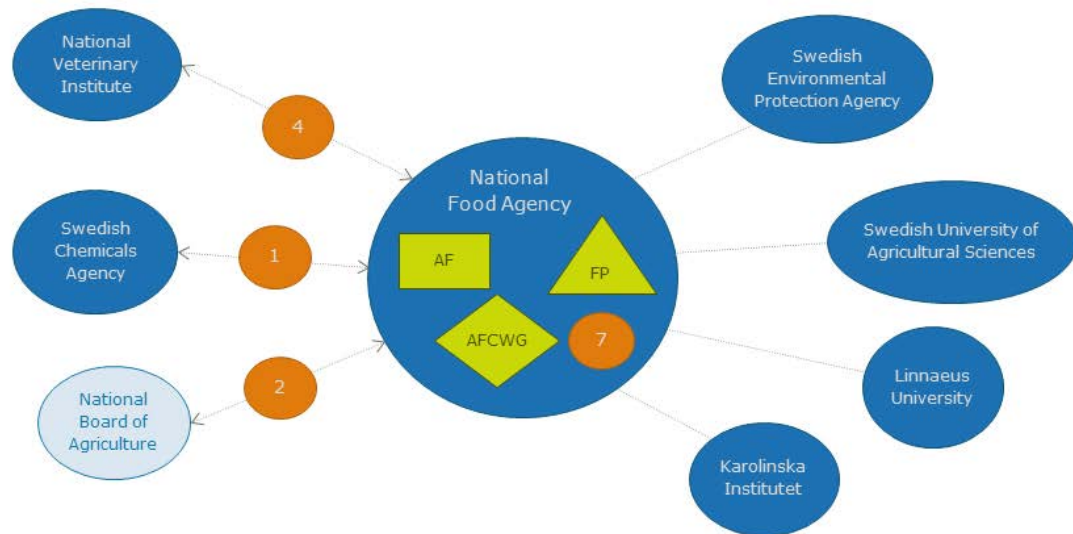 National
Veterinary
Institute
4
Swedish
Environmental
Protection Agency
National
Food Agency
Swedish
Chemicals
Agency
1
AF
FP
Swedish University of
Agricultural Sciences
AFCWG
7
National
Board of
Agriculture
2
Linnaeus
University
Karolinska
Institutet